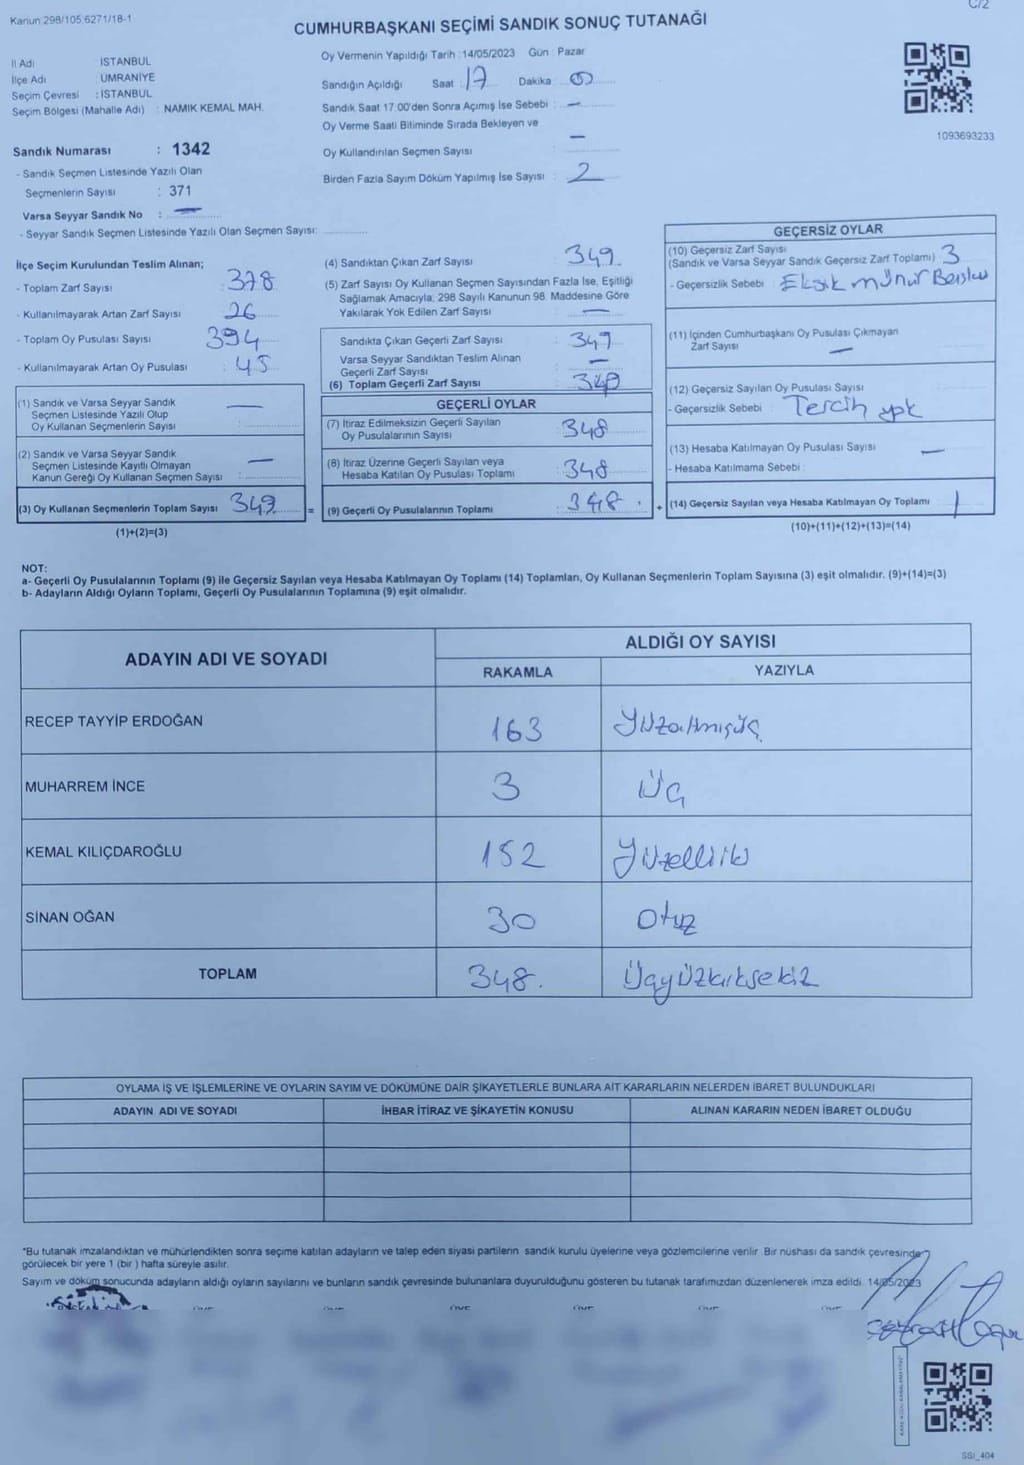 Kanun 298/105,6271/18-1
C/2
CUMHURBAŞKANI SEÇİMİ SANDIK SONUÇ TUTANAĞI
İl Adı İSTANBUL
İlçe Adı ÜMRANİYE
Seçim Çevresi : İSTANBUL
Seçim Bölgesi (Mahalle Adı) : NAMIK KEMAL MAH.
Sandık Numarası : 1342
- Sandık Seçmen Listesinde Yazılı Olan
Seçmenlerin Sayısı : 371
Varsa Seyyar Sandık No : —
- Seyyar Sandık Seçmen Listesinde Yazılı Olan Seçmen Sayısı:
Oy Vermenin Yapıldığı Tarih : 14/05/2023 Gün : Pazar
Sandığın Açıldığı Saat : 17 Dakika : 0
Sandık Saat 17.00'den Sonra Açımış İse Sebebi : —
Oy Verme Saati Bitiminde Sırada Bekleyen ve
Oy Kullandırılan Seçmen Sayısı : —
Birden Fazla Sayım Döküm Yapılmış İse Sayısı : 2
1093693233
İlçe Seçim Kurulundan Teslim Alınan;
- Toplam Zarf Sayısı : 378
- Kullanılmayarak Artan Zarf Sayısı : 26
- Toplam Oy Pusulası Sayısı : 394
- Kullanılmayarak Artan Oy Pusulası : 45
(1) Sandık ve Varsa Seyyar Sandık
Seçmen Listesinde Yazılı Olup
Oy Kullanan Seçmenlerin Sayısı : —
(2) Sandık ve Varsa Seyyar Sandık
Seçmen Listesinde Kayıtlı Olmayan
Kanun Gereği Oy Kullanan Seçmen Sayısı : —
(3) Oy Kullanan Seçmenlerin Toplam Sayısı 349
(1)+(2)=(3)
(4) Sandıktan Çıkan Zarf Sayısı : 349
(5) Zarf Sayısı Oy Kullanan Seçmen Sayısından Fazla İse, Eşitliği
Sağlamak Amacıyla, 298 Sayılı Kanunun 98. Maddesine Göre
Yakılarak Yok Edilen Zarf Sayısı : —
Sandıkta Çıkan Geçerli Zarf Sayısı : 349
Varsa Seyyar Sandıktan Teslim Alınan
Geçerli Zarf Sayısı : —
(6) Toplam Geçerli Zarf Sayısı
GEÇERLİ OYLAR
(7) İtiraz Edilmeksizin Geçerli Sayılan
Oy Pusulalarının Sayısı : 348
(8) İtiraz Üzerine Geçerli Sayılan veya
Hesaba Katılan Oy Pusulası Toplamı : 348
= (9) Geçerli Oy Pusulalarının Toplamı : 348 . +
GEÇERSİZ OYLAR
(10) Geçersiz Zarf Sayısı
(Sandık ve Varsa Seyyar Sandık Geçersiz Zarf Toplamı) 3
- Geçersizlik Sebebi : Eksik münür
(11) İçinden Cumhurbaşkanı Oy Pusulası Çıkmayan
Zarf Sayısı —
(12) Geçersiz Sayılan Oy Pusulası Sayısı
- Geçersizlik Sebebi : Tercih yok
(13) Hesaba Katılmayan Oy Pusulası Sayısı —
- Hesaba Katılmama Sebebi :
(14) Geçersiz Sayılan veya Hesaba Katılmayan Oy Toplamı 1
(10)+(11)+(12)+(13)=(14)
NOT:
a- Geçerli Oy Pusulalarının Toplamı (9) ile Geçersiz Sayılan veya Hesaba Katılmayan Oy Toplamı (14) Toplamları, Oy Kullanan Seçmenlerin Toplam Sayısına (3) eşit olmalıdır. (9)+(14)=(3)
b- Adayların Aldığı Oyların Toplamı, Geçerli Oy Pusulalarının Toplamına (9) eşit olmalıdır.
ADAYIN ADI VE SOYADI
ALDIĞI OY SAYISI
RAKAMLA YAZIYLA
RECEP TAYYİP ERDOĞAN 163 Yüzaltmışüç
MUHARREM İNCE 3 Üç
KEMAL KILIÇDAROĞLU 152 Yüzelliiki
SİNAN OĞAN 30 Otuz
TOPLAM 348. Üçyüzkırksekiz
OYLAMA İŞ VE İŞLEMLERİNE VE OYLARIN SAYIM VE DÖKÜMÜNE DAİR ŞİKAYETLERLE BUNLARA AİT KARARLARIN NELERDEN İBARET BULUNDUKLARI
ADAYIN ADI VE SOYADI İHBAR İTİRAZ VE ŞİKAYETİN KONUSU ALINAN KARARIN NEDEN İBARET OLDUĞU
*Bu tutanak imzalandıktan ve mühürlendikten sonra seçime katılan adayların ve talep eden siyasi partilerin sandık kurulu üyelerine veya gözlemcilerine verilir. Bir nüshası da sandık çevresinde
görülecek bir yere 1 (bir ) hafta süreyle asılır.
Sayım ve döküm sonucunda adayların aldığı oyların sayılarını ve bunların sandık çevresinde bulunanlara duyurulduğunu gösteren bu tutanak tarafımızdan düzenlenerek imza edildi. 14/05/2023
SSI_404